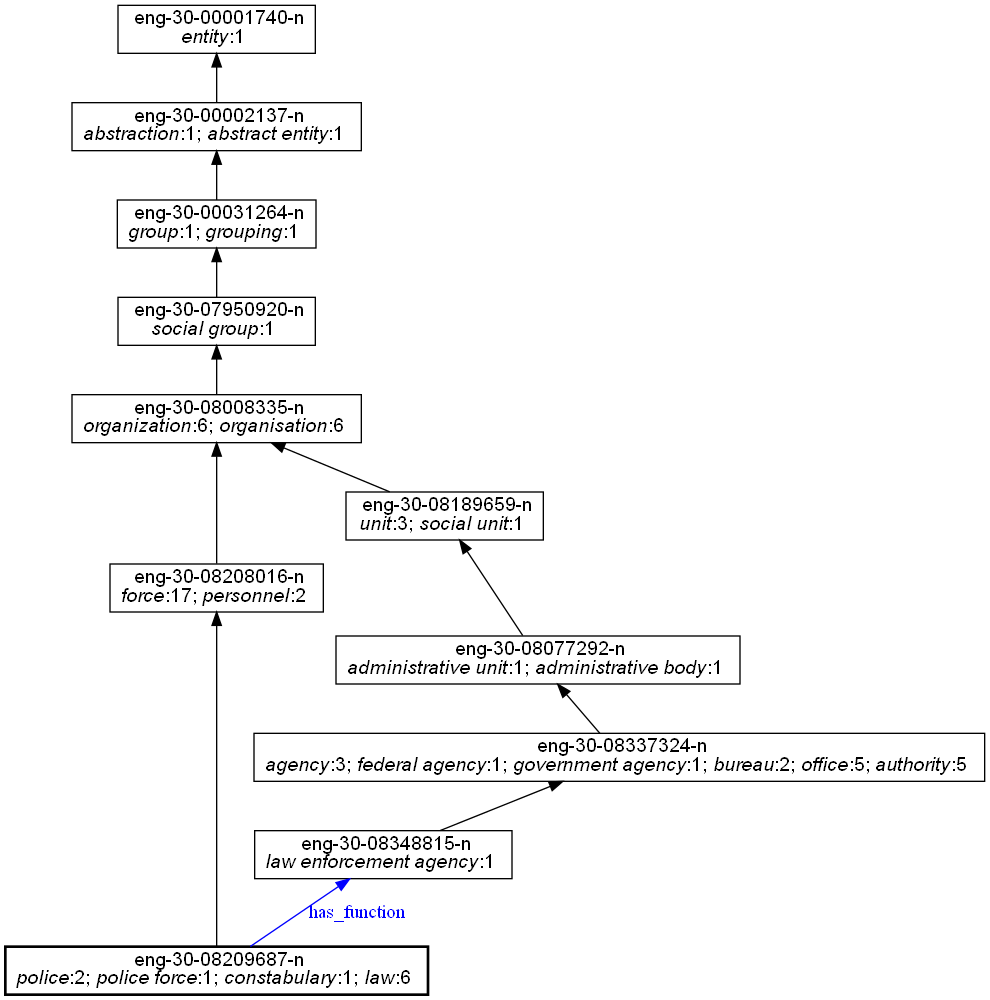 eng-30-00001740-n
entity:1
eng-30-00002137-n
abstraction:1; abstract entity:1
eng-30-00031264-n
group:1; grouping:1
eng-30-07950920-n
social group:1
eng-30-08008335-n
organization:6; organisation:6
eng-30-08189659-n
unit:3; social unit:1
eng-30-08208016-n
force:17; personnel:2
eng-30-08077292-n
administrative unit:1; administrative body:1
eng-30-08337324-n
agency:3; federal agency:1; government agency:1; bureau:2; office:5; authority:5
eng-30-08348815-n
law enforcement agency:1
has_function
eng-30-08209687-n
police:2; police force:1; constabulary:1; law:6